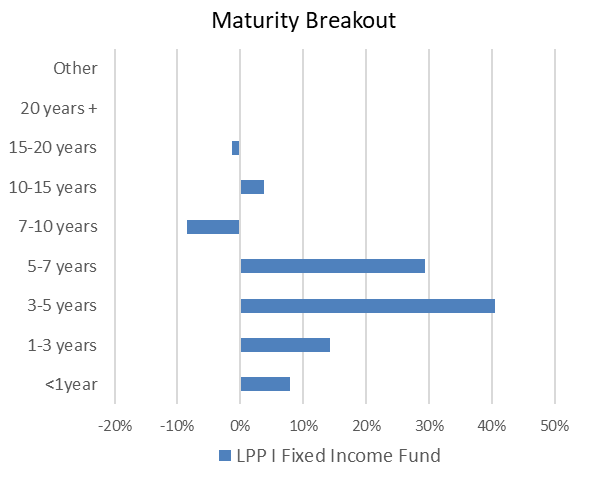 Maturity Breakout
Other
20 years +
15-20 years
10-15 years
7-10 years
5-7 years
3-5 years
1-3 years
<1year
-20% -10% 0% 10% 20% 30% 40% 50%
LPP I Fixed Income Fund